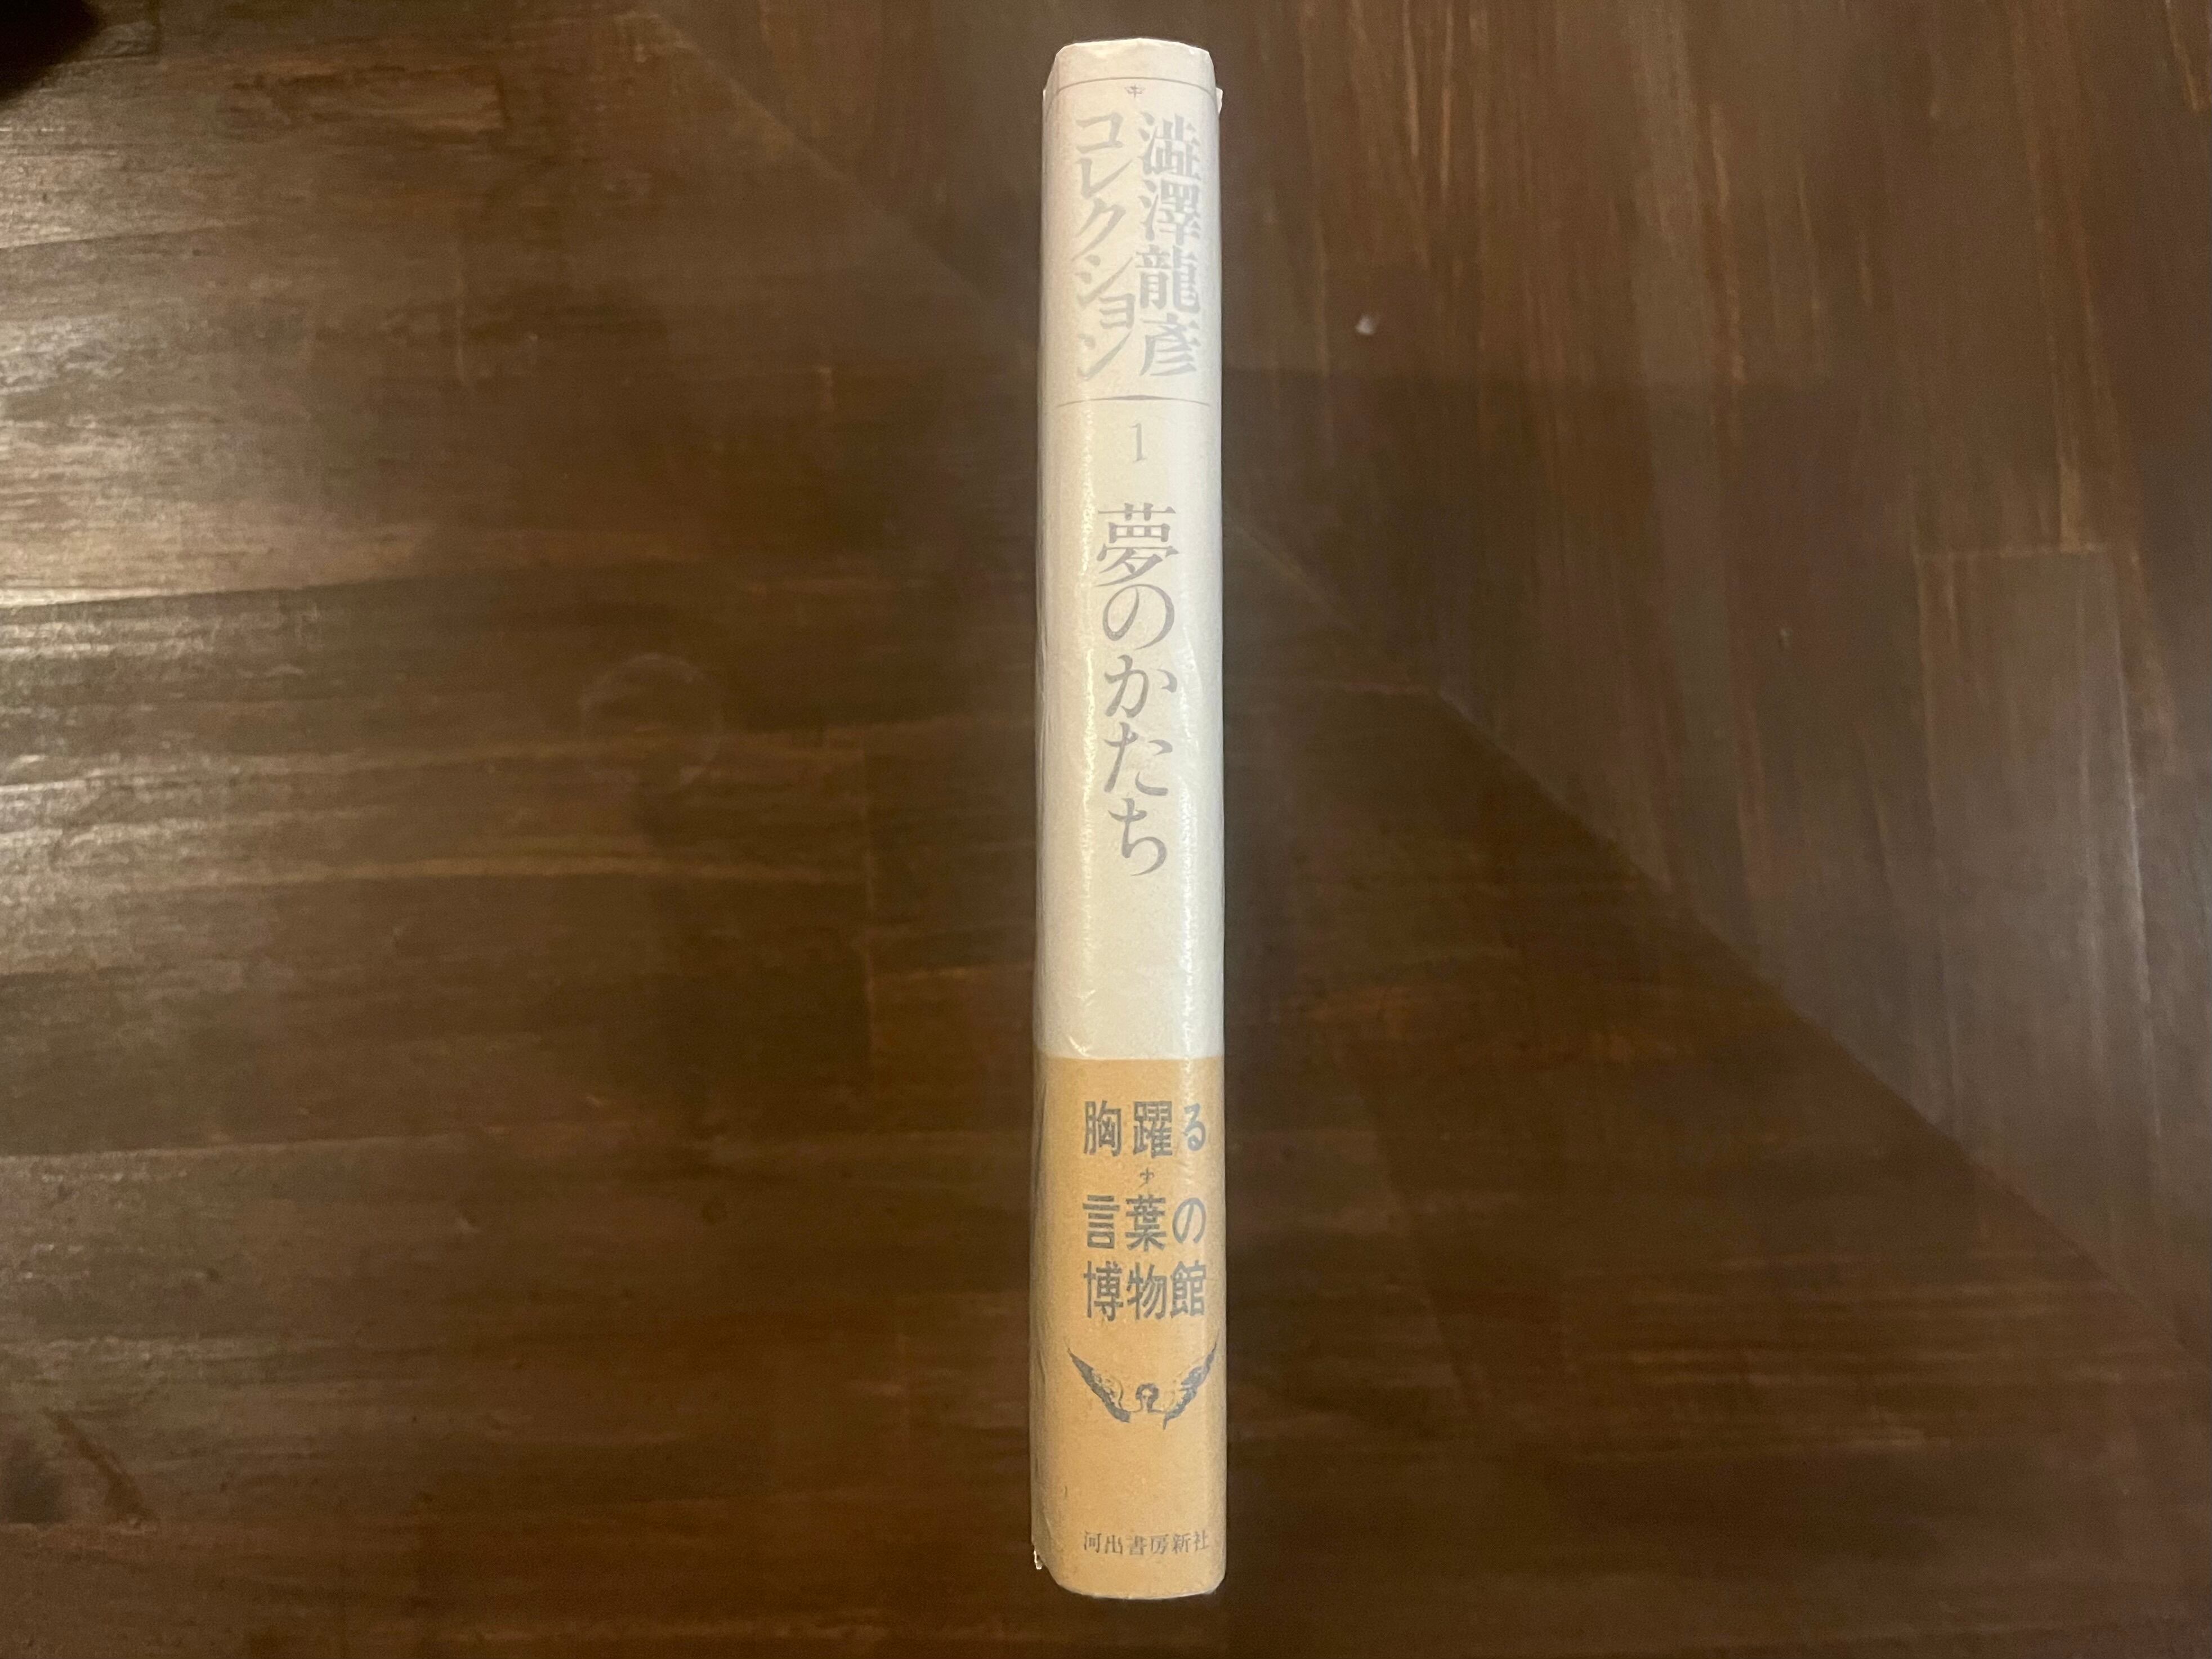 澁澤龍彥
コレクション
1
夢のかたち
胸躍る
言葉の
博物館
河出書房新社